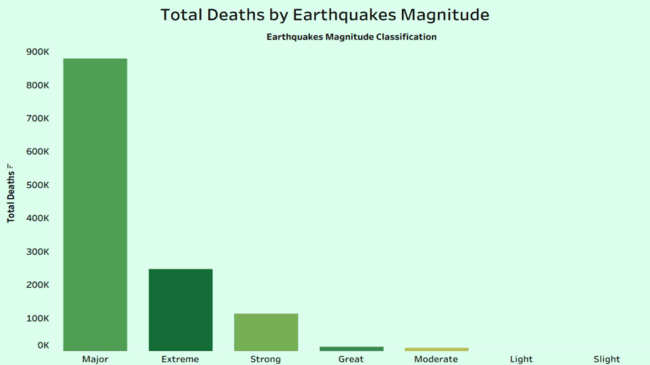 Total Deaths by Earthquakes Magnitude
Earthquakes Magnitude Classification
900K
800K
700K
600K
500K
400K
300K
200K
100K
0K
Total Deaths
Major Extreme Strong Great Moderate Light Slight